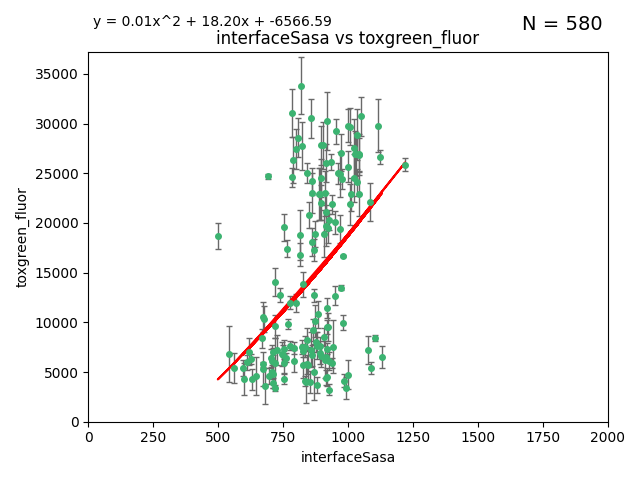 y = 0.01x^2 + 18.20x + -6566.59
N = 580
interfaceSasa vs toxgreen_fluor
35000
30000
25000
20000
15000
10000
5000
0
toxgreen_fluor
0 250 500 750 1000 1250 1500 1750 2000
interfaceSasa